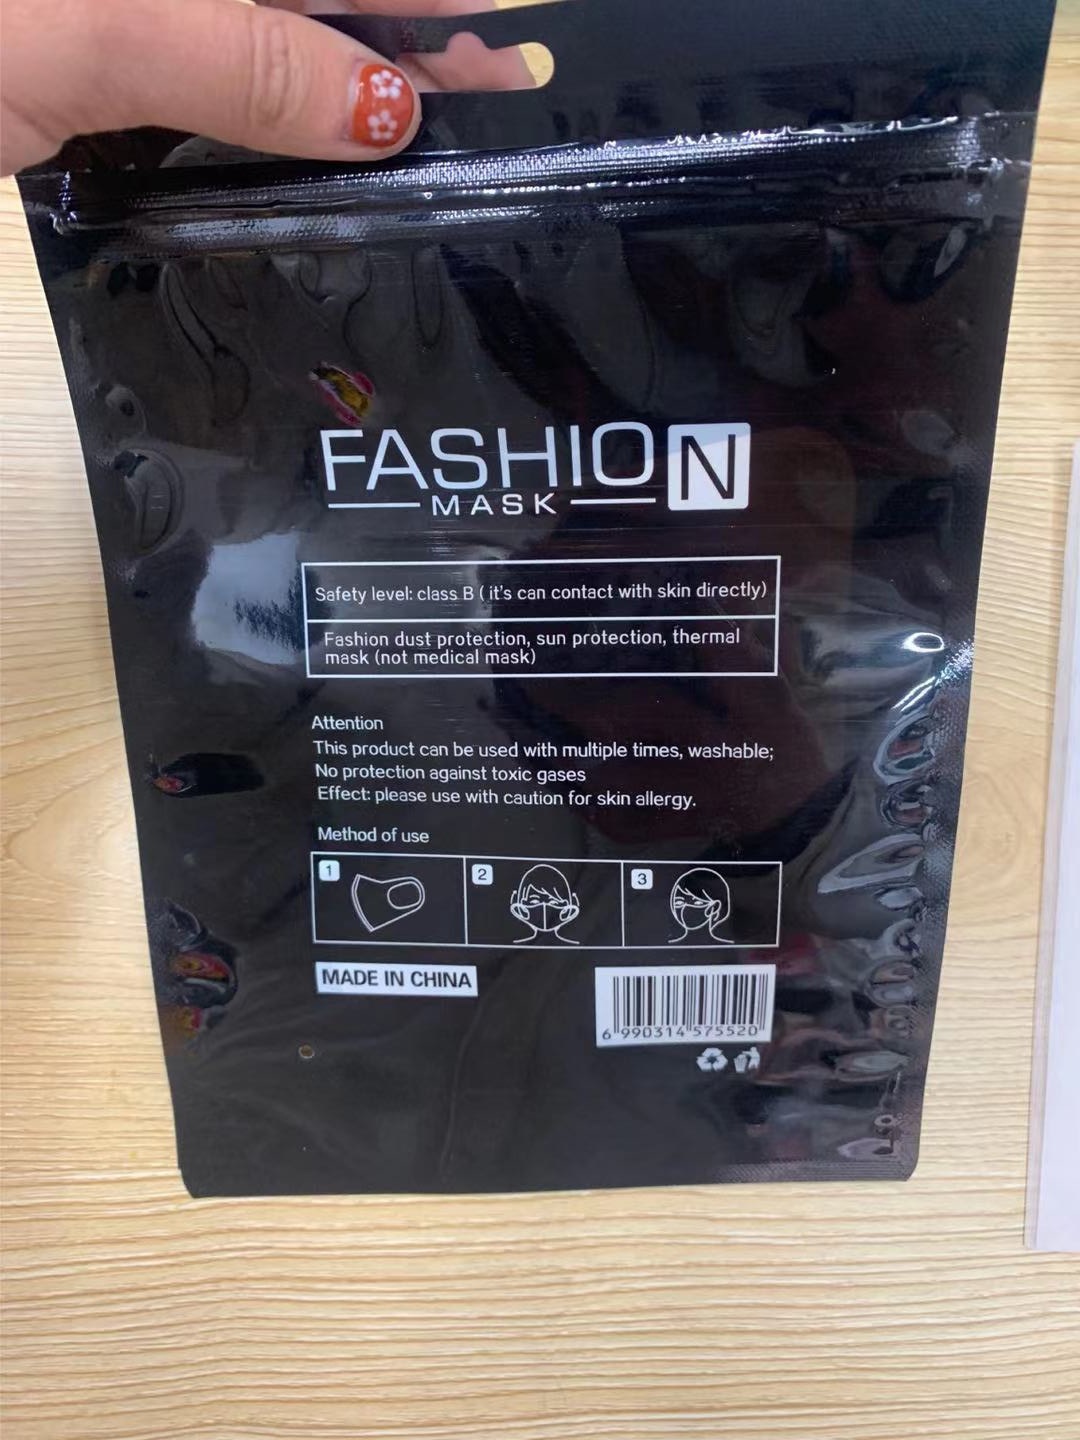 FASHION
MASK
Safety level: class B ( it's can contact with skin directly)
Fashion dust protection, sun protection, thermal
mask (not medical mask)
Attention
This product can be used with multiple times, washable;
No protection against toxic gases
Effect: please use with caution for skin allergy.
Method of use
1 2 3
MADE IN CHINA
6 990314 575520